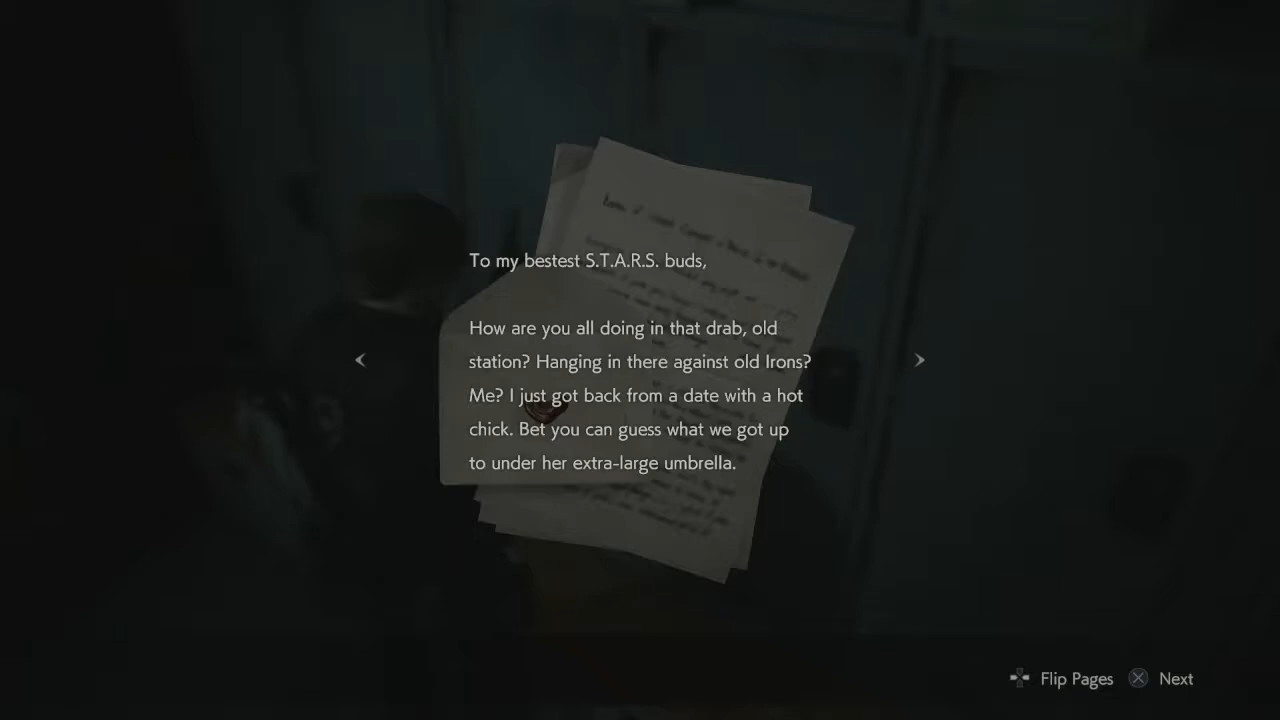 To my bestest S.T.A.R.S. buds,
How are you all doing in that drab, old
station? Hanging in there against old Irons?
Me? I just got back from a date with a hot
chick. Bet you can guess what we got up
to under her extra-large umbrella.
Flip Pages
Next